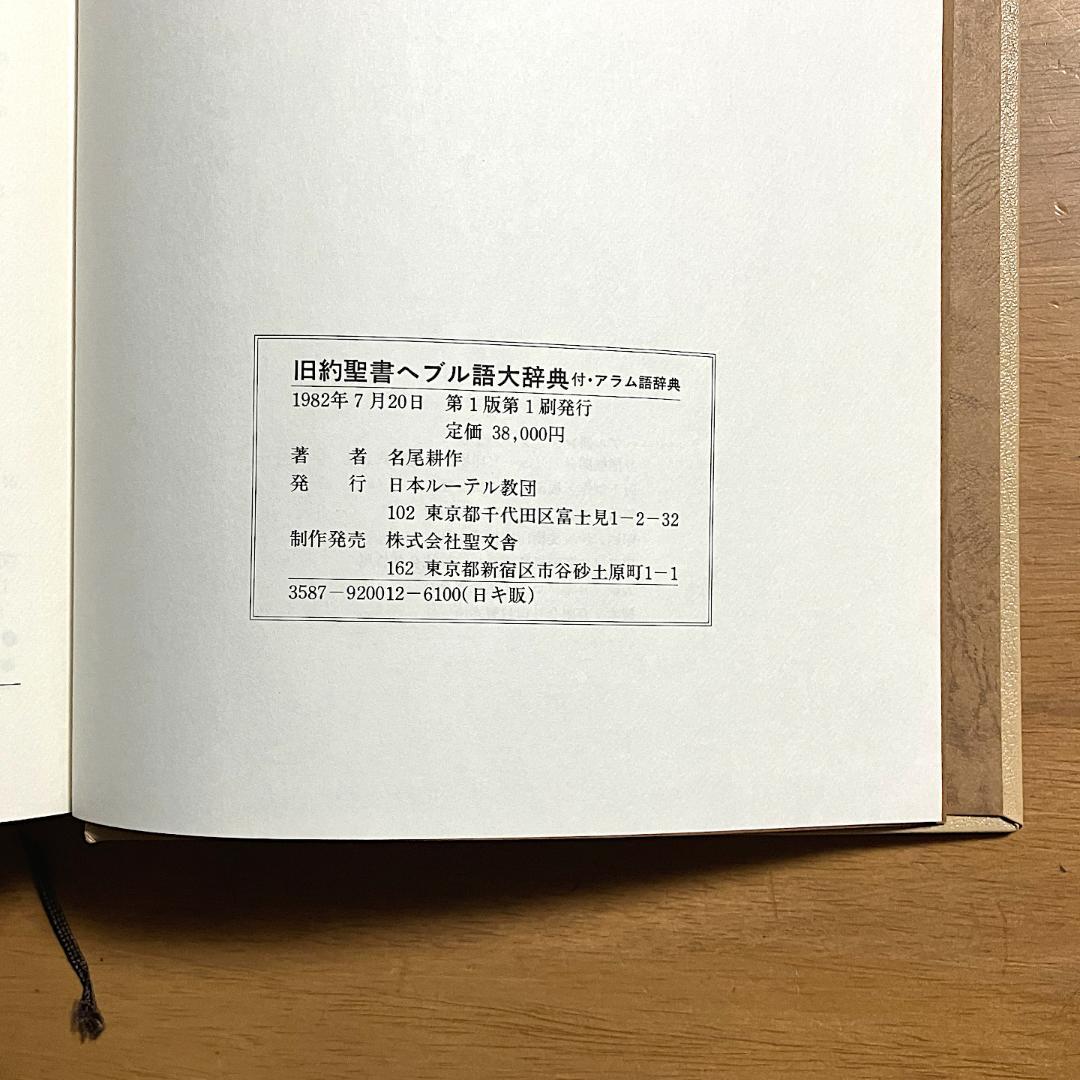 旧約聖書ヘブル語大辞典 付・アラム語辞典
1982年7月20日 第1版第1刷発行
定価 38,000円
著 者 名尾耕作
発 行 日本ルーテル教団
102 東京都千代田区富士見1-2-32
制作発売 株式会社聖文舎
162 東京都新宿区市谷砂土原町1-1
3587-920012-6100(日キ販)